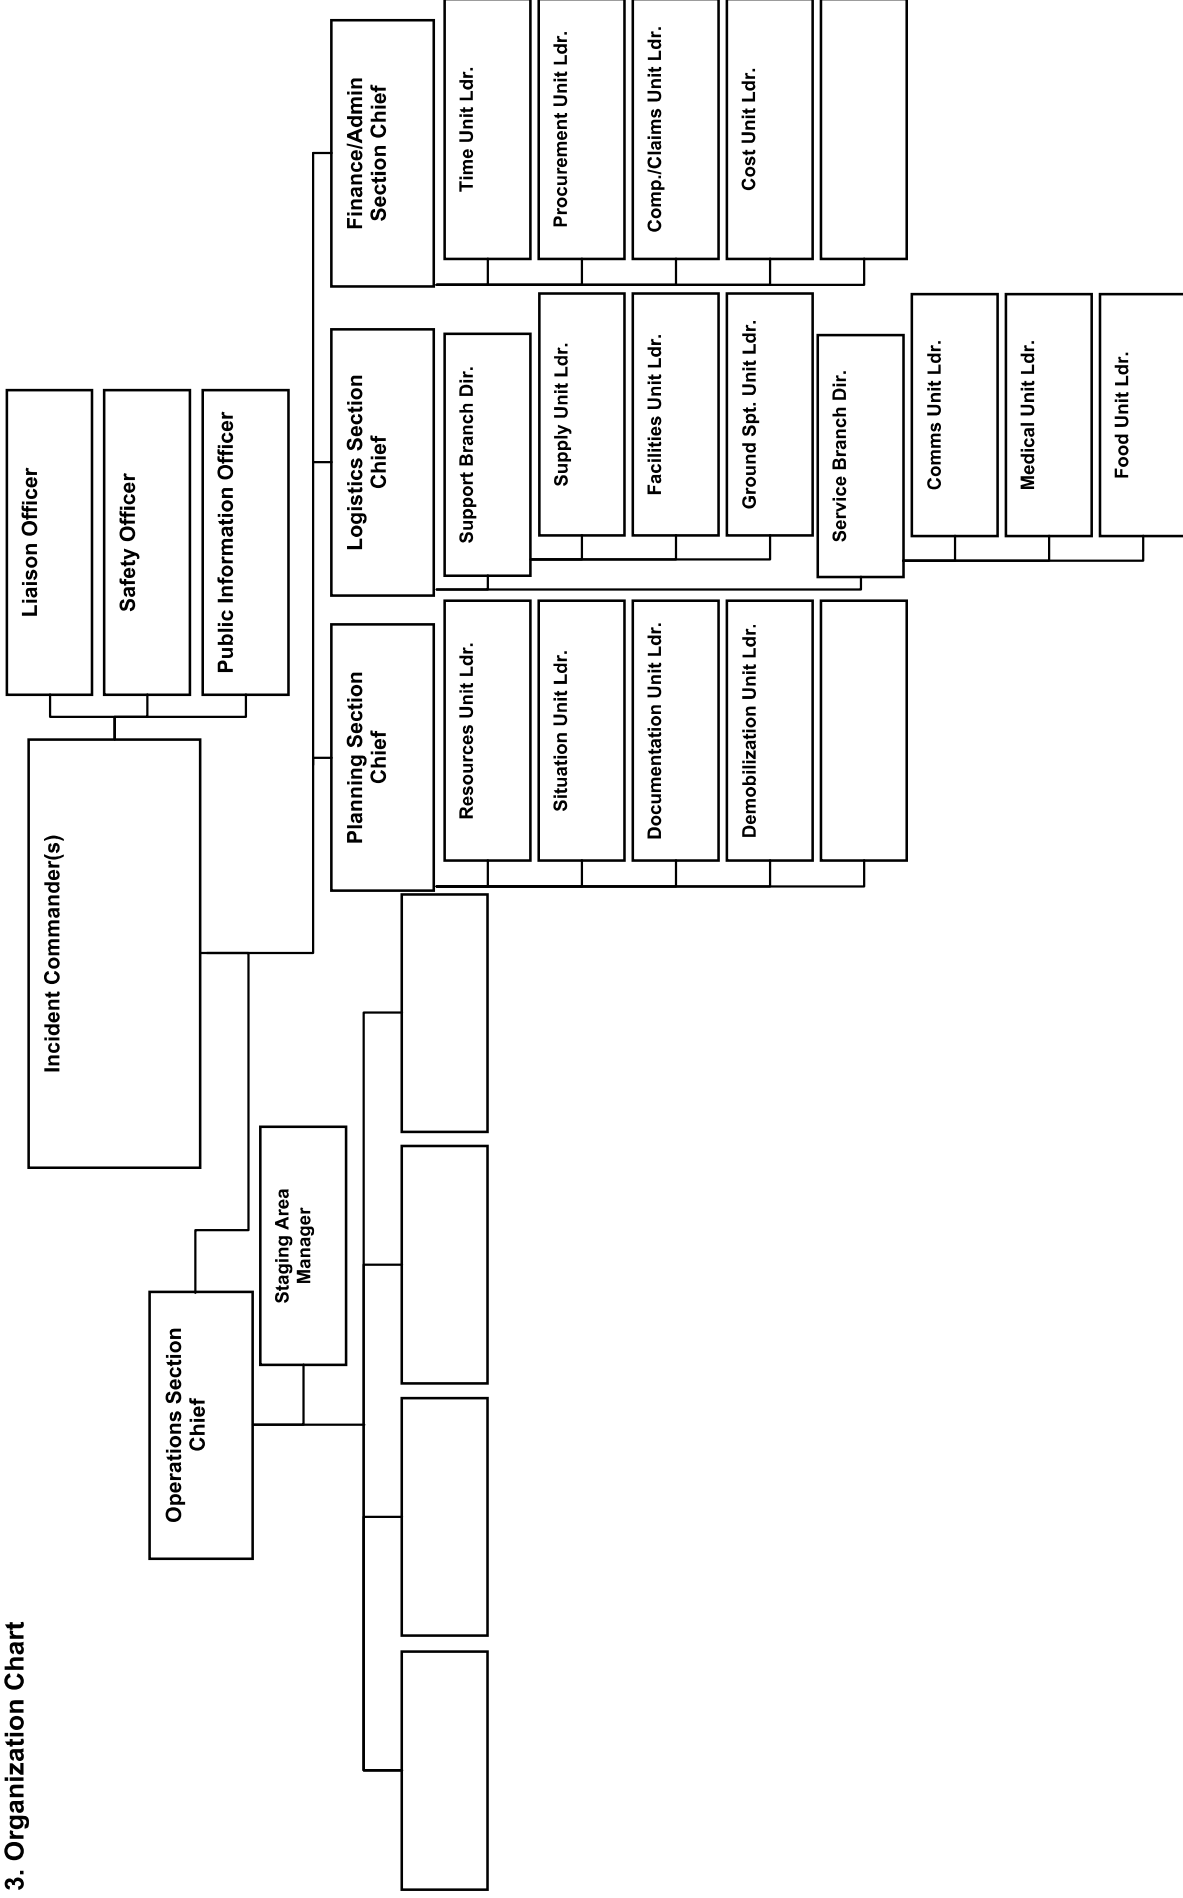 3. Organization Chart
Incident Commander(s)
Liaison Officer
Safety Officer
Public Information Officer
Operations Section
Chief
Staging Area
Manager
Planning Section
Chief
Resources Unit Ldr.
Situation Unit Ldr.
Documentation Unit Ldr.
Demobilization Unit Ldr.
Logistics Section
Chief
Support Branch Dir.
Supply Unit Ldr.
Facilities Unit Ldr.
Ground Spt. Unit Ldr.
Service Branch Dir.
Comms Unit Ldr.
Medical Unit Ldr.
Food Unit Ldr.
Finance/Admin
Section Chief
Time Unit Ldr.
Procurement Unit Ldr.
Comp./Claims Unit Ldr.
Cost Unit Ldr.